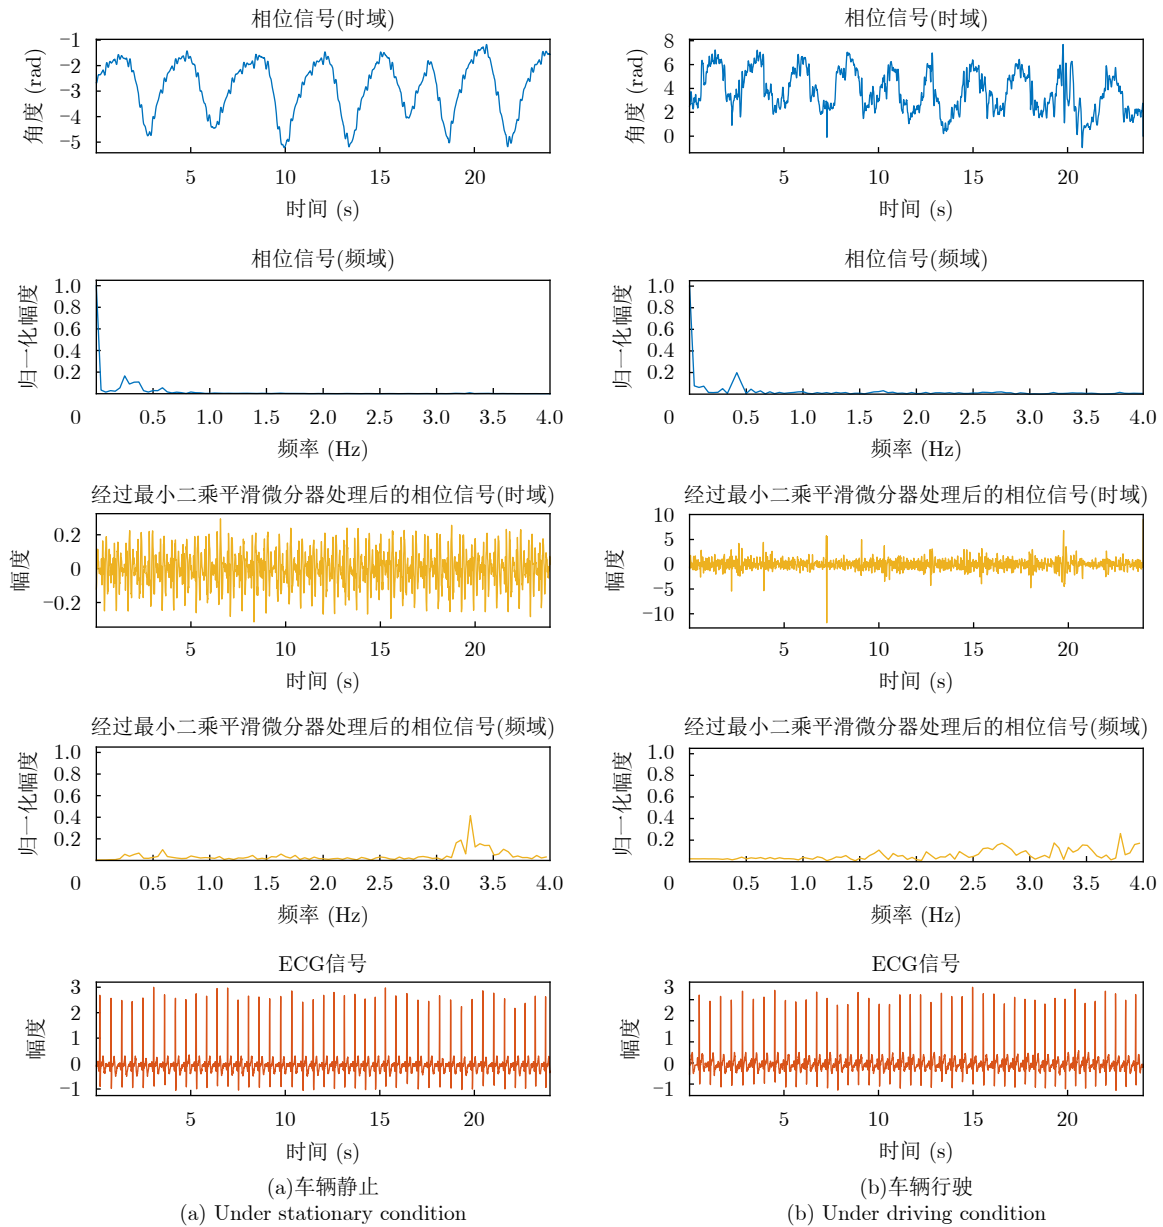 相位信号(时域)
角度 (rad)
−1
−2
−3
−4
−5
5 10 15 20
时间 (s)
相位信号(频域)
归一化幅度
1.0
0.8
0.6
0.4
0.2
0 0.5 1.0 1.5 2.0 2.5 3.0 3.5 4.0
频率 (Hz)
经过最小二乘平滑微分器处理后的相位信号(时域)
幅度
0.2
0
−0.2
5 10 15 20
时间 (s)
经过最小二乘平滑微分器处理后的相位信号(频域)
归一化幅度
1.0
0.8
0.6
0.4
0.2
0 0.5 1.0 1.5 2.0 2.5 3.0 3.5 4.0
频率 (Hz)
ECG信号
幅度
3
2
1
0
−1
5 10 15 20
时间 (s)
(a)车辆静止
(a) Under stationary condition
相位信号(时域)
角度 (rad)
8
6
4
2
0
5 10 15 20
时间 (s)
相位信号(频域)
归一化幅度
1.0
0.8
0.6
0.4
0.2
0 0.5 1.0 1.5 2.0 2.5 3.0 3.5 4.0
频率 (Hz)
经过最小二乘平滑微分器处理后的相位信号(时域)
幅度
10
5
0
−5
−10
5 10 15 20
时间 (s)
经过最小二乘平滑微分器处理后的相位信号(频域)
归一化幅度
1.0
0.8
0.6
0.4
0.2
0 0.5 1.0 1.5 2.0 2.5 3.0 3.5 4.0
频率 (Hz)
ECG信号
幅度
3
2
1
0
−1
5 10 15 20
时间 (s)
(b)车辆行驶
(b) Under driving condition